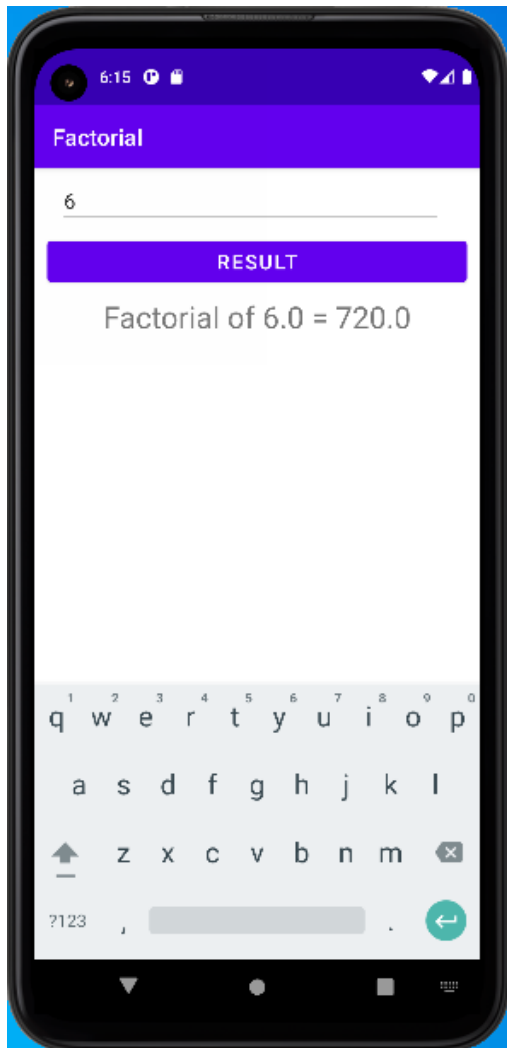 6:15
Factorial
6
RESULT
Factorial of 6.0 = 720.0
1 2 3 4 5 6 7 8 9 0
q w e r t y u i o p
a s d f g h j k l
z x c v b n m
?123 , .